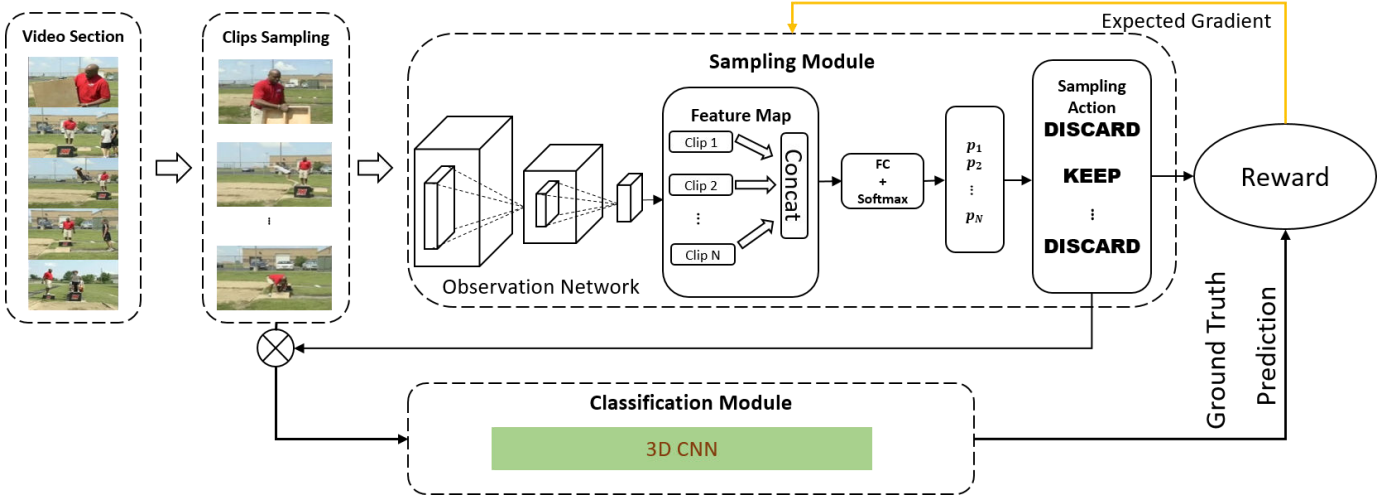 Video Section
Clips Sampling
Expected Gradient
Sampling Module
Feature Map
Clip 1
Clip 2
⋮
Clip N
Concat
Observation Network
FC
+
Softmax
p₁
p₂
⋮
p_N
Sampling
Action
DISCARD
KEEP
⋮
DISCARD
Reward
⋮
Ground Truth
Prediction
Classification Module
3D CNN